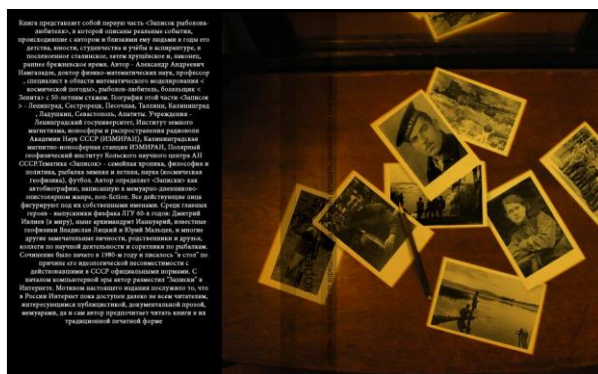 Книга представляет собой первую часть «Записок рыболова-
любителя», в которой описаны реальные события,
происходившие с автором и близкими ему людьми в годы его
детства, юности, студенчества и учёбы в аспирантуре, в
послевоенное сталинское, затем хрущёвское и, наконец,
раннее брежневское время. Автор - Александр Андреевич
Намгаладзе, доктор физико-математических наук, профессор
, специалист в области математического моделирования <
космической погоды>, рыболов-любитель, болельщик <
Зенита> с 50-летним стажем. География этой части <Записок
> - Ленинград, Сестрорецк, Песочная, Таллинн, Калининград
, Ладушкин, Севастополь, Апатиты. Учреждения -
Ленинградский госуниверситет, Институт земного
магнетизма, ионосферы и распространения радиоволн
Академии Наук СССР (ИЗМИРАН), Калининградская
магнитно-ионосферная станция ИЗМИРАН, Полярный
геофизический институт Кольского научного центра АН
СССР.Тематика <Записок> - семейная хроника, философия и
политика, рыбалка зимняя и летняя, наука (космическая
геофизика), футбол. Автор определяет «Записки» как
автобиографию, написанную в мемуарно-дневниково-
эпистолярном жанре, non-fiction. Все действующие лица
фигурируют под их собственными именами. Среди главных
героев - выпускники физфака ЛГУ 60-х годов: Дмитрий
Ивлиев (в миру), ныне архимандрит Ианнуарий, известные
геофизики Владислав Ляцкий и Юрий Мальцев, и многие
другие замечательные личности, родственники и друзья,
коллеги по научной деятельности и соратники по рыбалкам.
Сочинение было начато в 1980-м году и писалось "в стол" по
причине его идеологической несовместимости с
действовавшими в СССР официальными нормами. С
началом компьютерной эры автор разместил "Записки" в
Интернете. Мотивом настоящего издания послужило то, что
в России Интернет пока доступен далеко не всем читателям,
интересующимся публицистикой, документальной прозой,
мемуарами, да и сам автор предпочитает читать книги в их
традиционной печатной форме